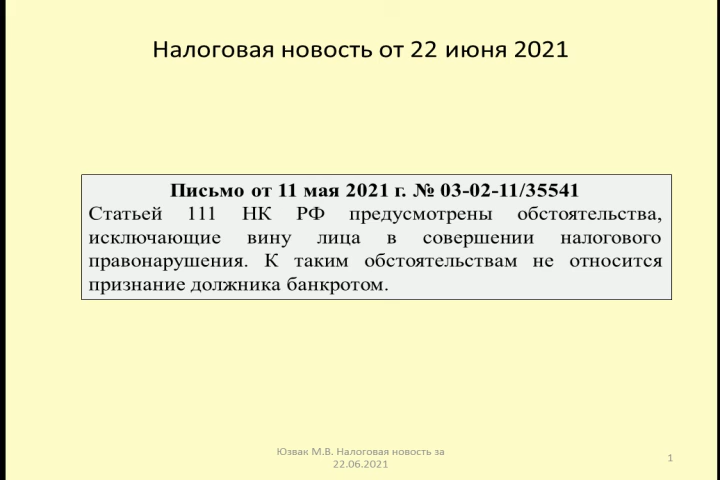 Налоговая новость от 22 июня 2021
Письмо от 11 мая 2021 г. № 03-02-11/35541
Статьей 111 НК РФ предусмотрены обстоятельства,
исключающие вину лица в совершении налогового
правонарушения. К таким обстоятельствам не относится
признание должника банкротом.
Юзвак М.В. Налоговая новость за
22.06.2021
1